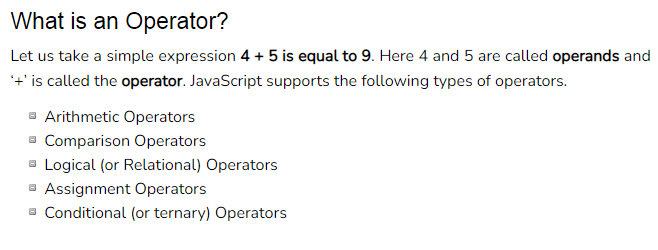 What is an Operator?
Let us take a simple expression 4 + 5 is equal to 9. Here 4 and 5 are called operands and
‘+’ is called the operator. JavaScript supports the following types of operators.
Arithmetic Operators
Comparison Operators
Logical (or Relational) Operators
Assignment Operators
Conditional (or ternary) Operators